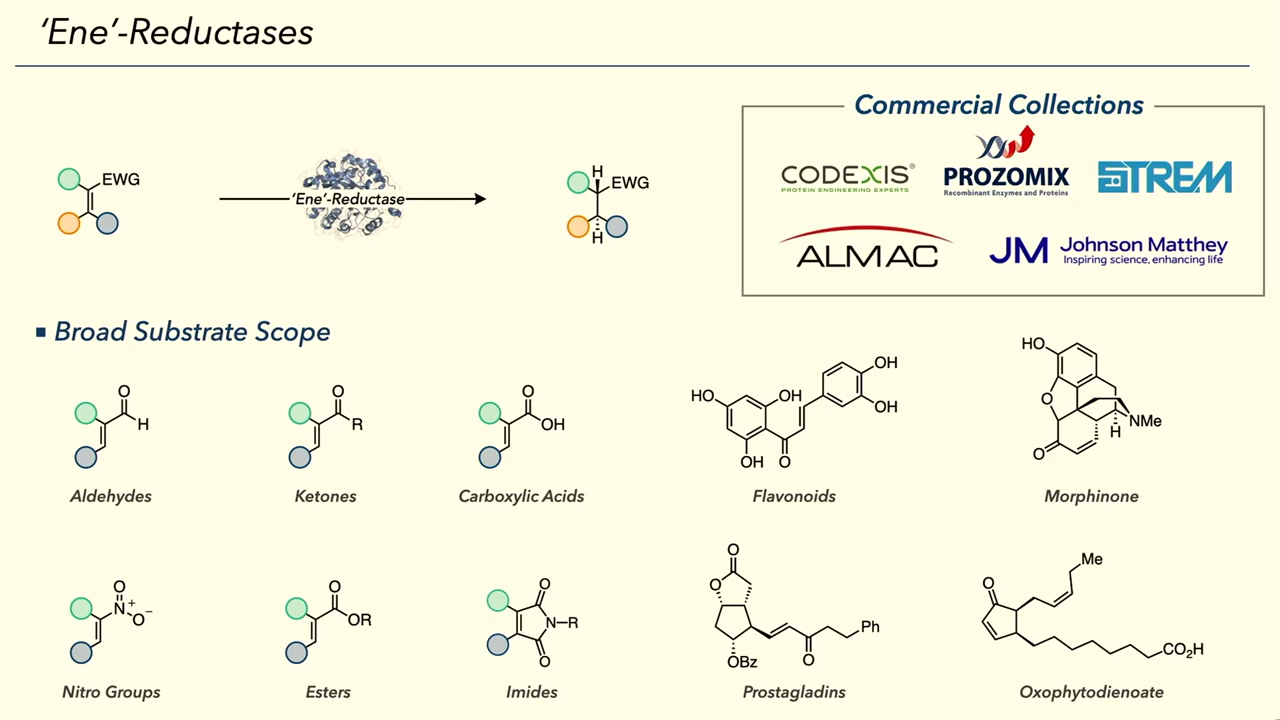 ‘Ene’-Reductases
EWG
‘Ene’-Reductase
H
EWG
H
Commercial Collections
CODEXIS®
PROTEIN ENGINEERING EXPERTS
PROZOMIX
Recombinant Enzymes and Proteins
STREM
ALMAC
JM Johnson Matthey
Inspiring science, enhancing life
Broad Substrate Scope
O
H
Aldehydes
O
R
Ketones
O
OH
Carboxylic Acids
HO
OH
OH
OH
OH
O
Flavonoids
HO
O
O
H
NMe
Morphinone
O
N+
O−
Nitro Groups
O
OR
Esters
O
N–R
O
Imides
O
O
OBz
O
Ph
Prostagladins
O
Me
CO2H
Oxophytodienoate